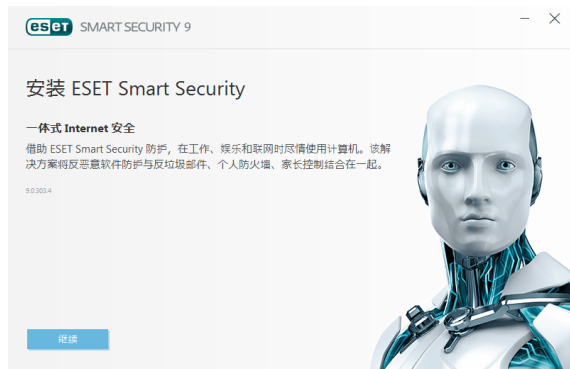 eset SMART SECURITY 9
安装 ESET Smart Security
一体式 Internet 安全
借助 ESET Smart Security 防护，在工作、娱乐和联网时尽情使用计算机。该解
决方案将反恶意软件防护与反垃圾邮件、个人防火墙、家长控制结合在一起。
9.0.303.4
继续